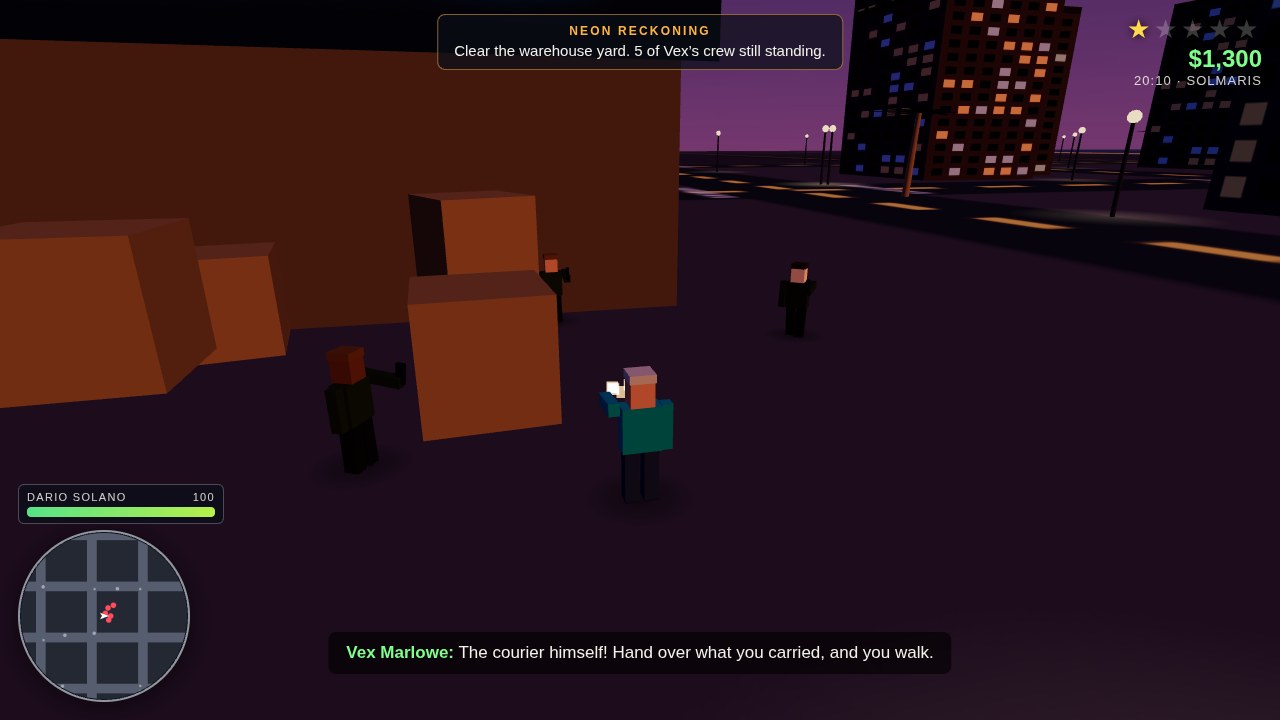 NEON RECKONING
Clear the warehouse yard. 5 of Vex's crew still standing.
$1,300
20:10 · SOLMARIS
DARIO SOLANO 100
Vex Marlowe: The courier himself! Hand over what you carried, and you walk.